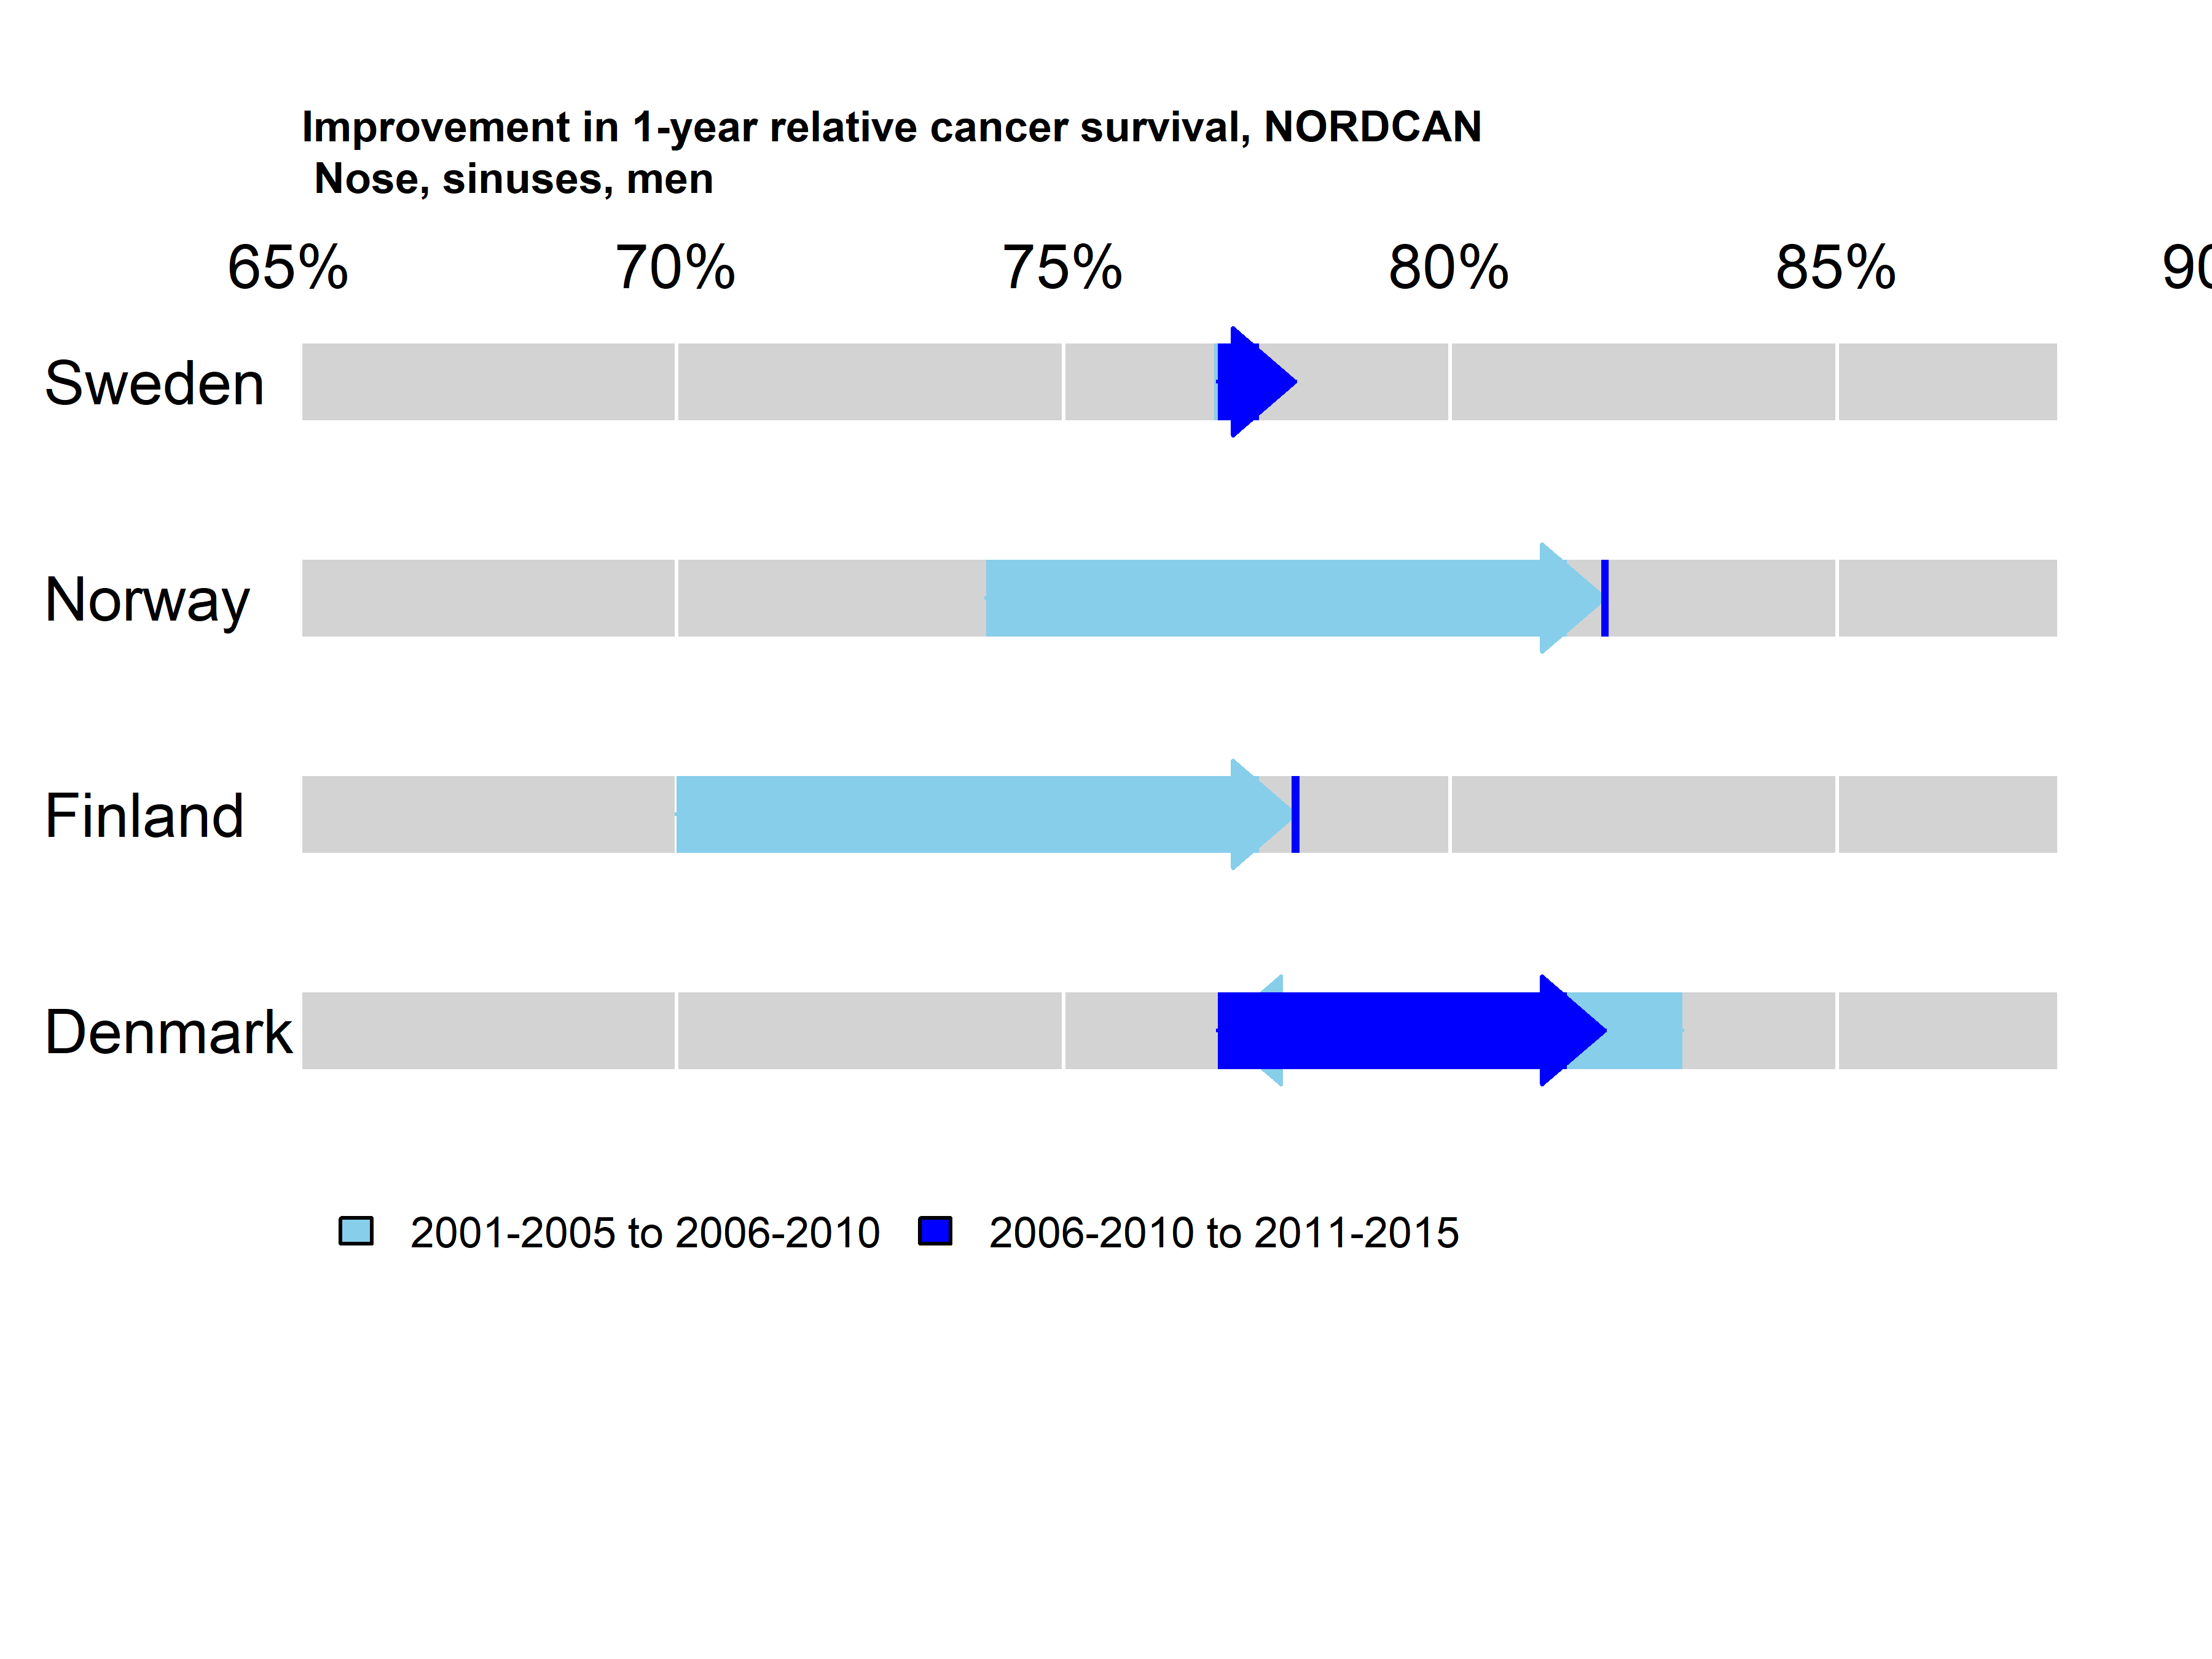 Improvement in 1-year relative cancer survival, NORDCAN
Nose, sinuses, men
65% 70% 75% 80% 85% 90
Sweden
Norway
Finland
Denmark
2001-2005 to 2006-2010 2006-2010 to 2011-2015